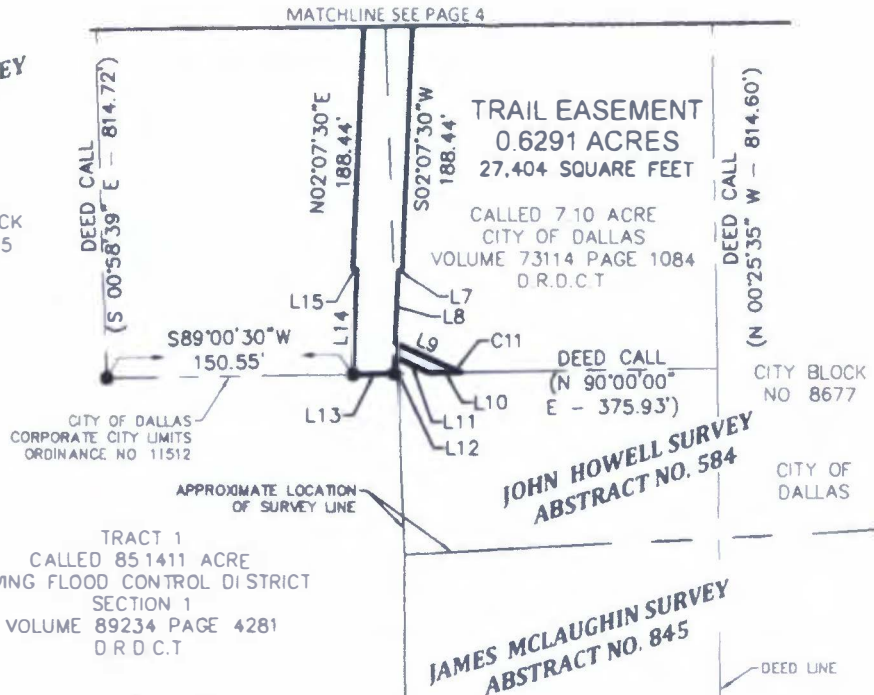 MATCHLINE SEE PAGE 4
EY
DEED CALL
(S 00°58'39" E - 814.72')
N02°07'30"E
188.44'
S02°07'30"W
188.44'
TRAIL EASEMENT
0.6291 ACRES
27,404 SQUARE FEET
CALLED 7.10 ACRE
CITY OF DALLAS
VOLUME 73114 PAGE 1084
D.R.D.C.T
DEED CALL
(N 00°25'35" W - 814.60')
CK
5
L15
L14
L7
L8
L9
C11
S89°00'30"W
150.55'
DEED CALL
(N 90°00'00"
E - 375.93')
L13
L10
L11
L12
CITY BLOCK
NO 8677
CITY OF DALLAS
CORPORATE CITY LIMITS
ORDINANCE NO 11512
JOHN HOWELL SURVEY
ABSTRACT NO. 584
CITY OF
DALLAS
APPROXIMATE LOCATION
OF SURVEY LINE
TRACT 1
CALLED 85 1411 ACRE
ING FLOOD CONTROL DISTRICT
SECTION 1
VOLUME 89234 PAGE 4281
D R D C.T
JAMES MCLAUGHIN SURVEY
ABSTRACT NO. 845
DEED LINE